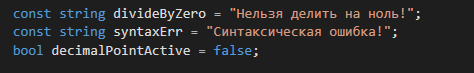 const string divideByZero = "Нельзя делить на ноль!";
const string syntaxErr = "Синтаксическая ошибка!";
bool decimalPointActive = false;